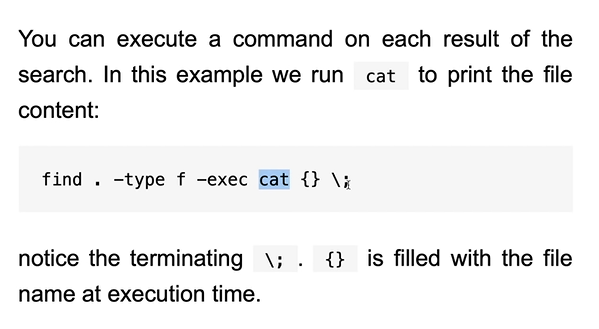 You can execute a command on each result of the
search. In this example we run cat to print the file
content:
find . -type f -exec cat {} \;
notice the terminating \; . {} is filled with the file
name at execution time.